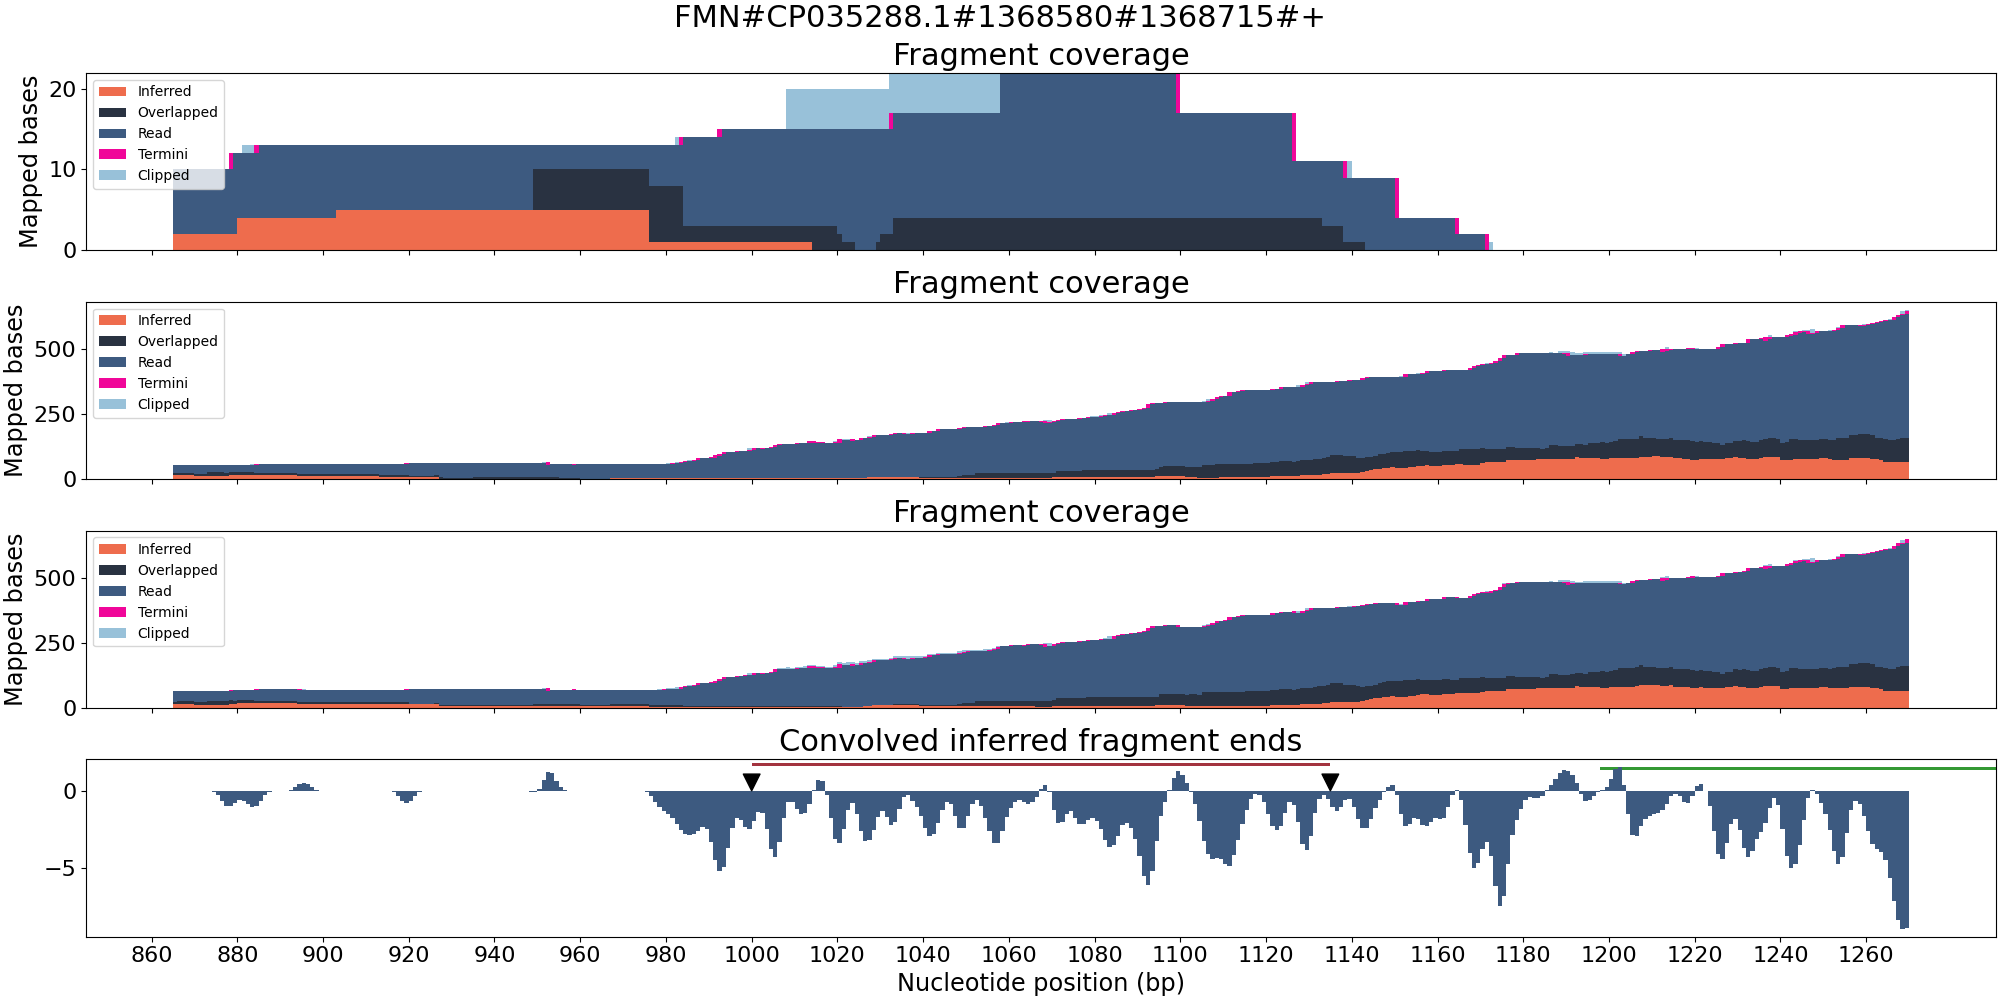 FMN#CP035288.1#1368580#1368715#+
Fragment coverage
Mapped bases
20
10
0
Inferred
Overlapped
Read
Termini
Clipped
Fragment coverage
Mapped bases
500
250
0
Inferred
Overlapped
Read
Termini
Clipped
Fragment coverage
Mapped bases
500
250
0
Inferred
Overlapped
Read
Termini
Clipped
Convolved inferred fragment ends
0
−5
860 880 900 920 940 960 980 1000 1020 1040 1060 1080 1100 1120 1140 1160 1180 1200 1220 1240 1260
Nucleotide position (bp)